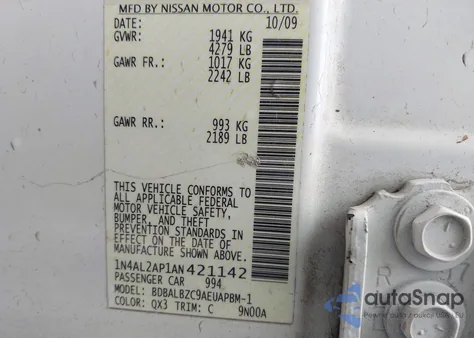 MFD BY NISSAN MOTOR CO., LTD.
DATE: 10/09
GVWR: 1941 KG
4279 LB
GAWR FR.: 1017 KG
2242 LB
GAWR RR.: 993 KG
2189 LB
THIS VEHICLE CONFORMS TO
ALL APPLICABLE FEDERAL
MOTOR VEHICLE SAFETY,
BUMPER, AND THEFT
PREVENTION STANDARDS IN
EFFECT ON THE DATE OF
MANUFACTURE SHOWN ABOVE.
1N4AL2AP1AN421142
PASSENGER CAR 994
MODEL: BDBALBZC9AEUAPBM-1
COLOR: QX3 TRIM: C 9N00A
R
autoSnap